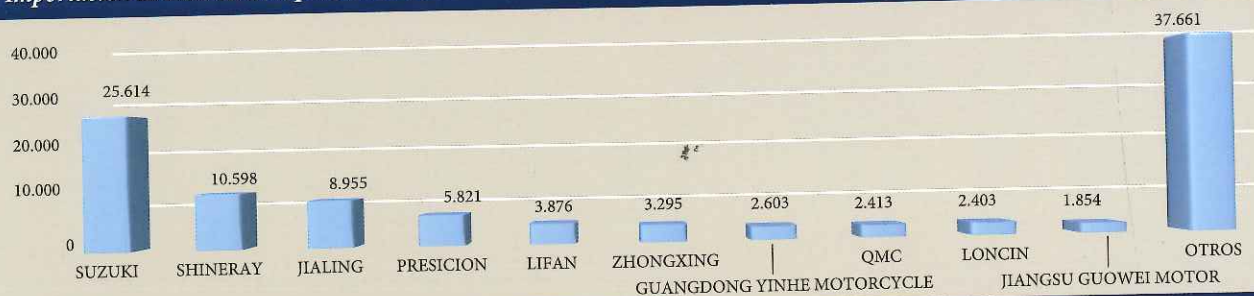 40.000
30.000
20.000
10.000
0
25.614
10.598
8.955
5.821
3.876
3.295
2.603
2.413
2.403
1.854
37.661
SUZUKI
SHINERAY
JIALING
PRESICION
LIFAN
ZHONGXING
GUANGDONG YINHE MOTORCYCLE
QMC
LONCIN
JIANGSU GUOWEI MOTOR
OTROS